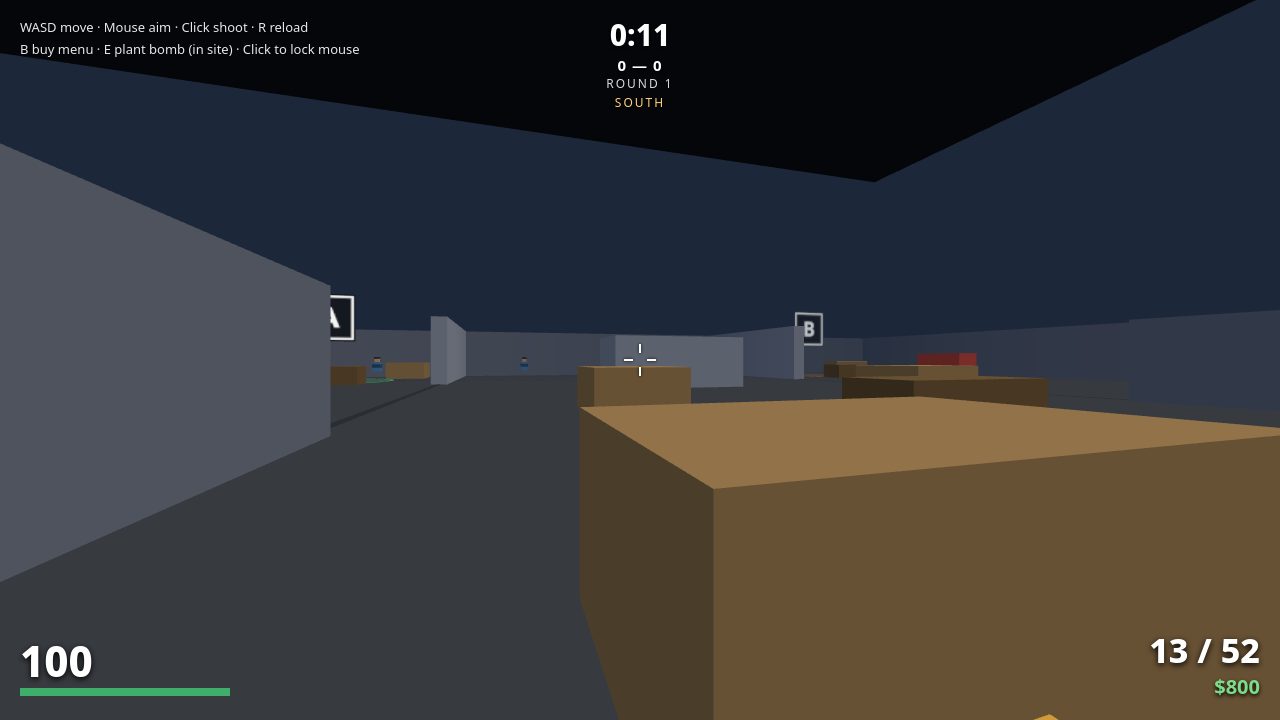 WASD move · Mouse aim · Click shoot · R reload
B buy menu · E plant bomb (in site) · Click to lock mouse
0:11
0 — 0
ROUND 1
SOUTH
A
B
100
13 / 52
$800